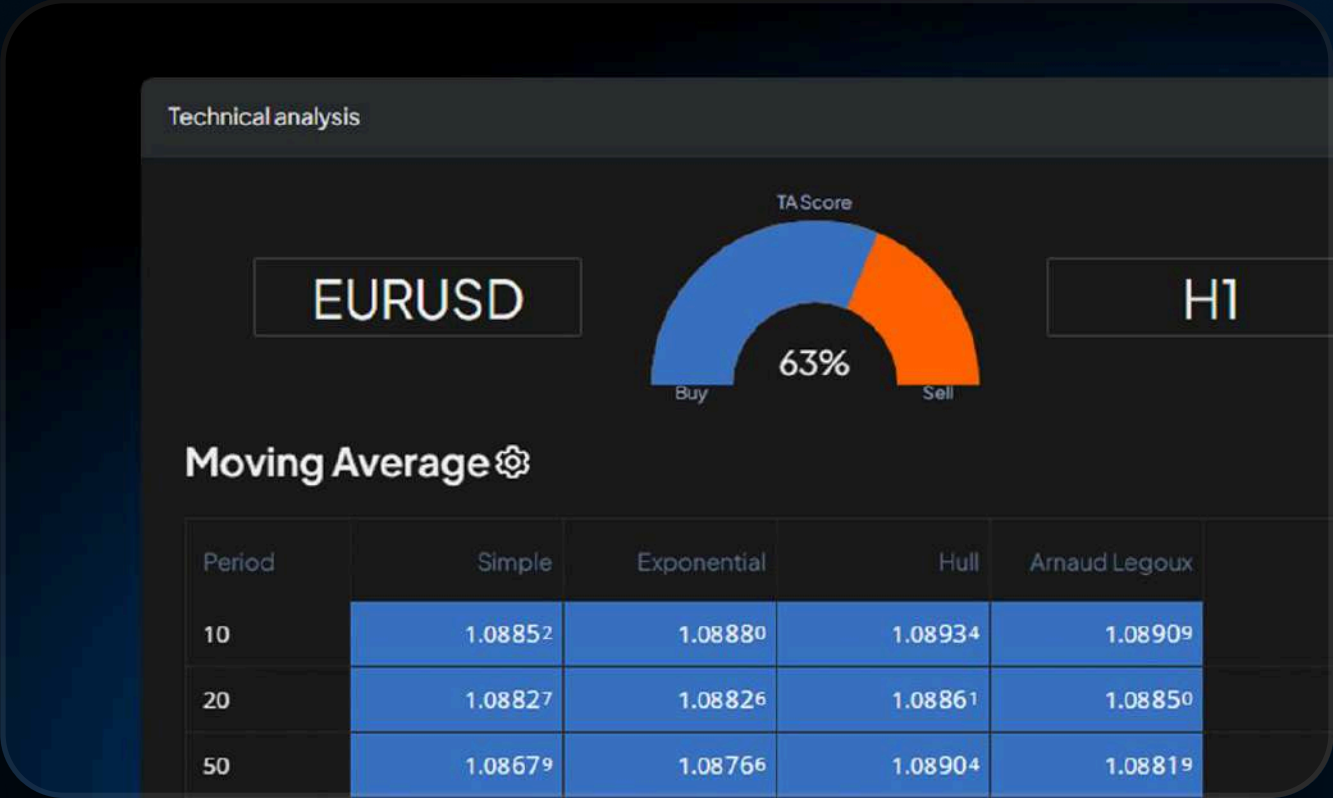 Technical analysis
TA Score
EURUSD
H1
63%
Buy
Sell
Moving Average
Period Simple Exponential Hull Arnaud Legoux
10 1.08852 1.08880 1.08934 1.08909
20 1.08827 1.08826 1.08861 1.08850
50 1.08679 1.08766 1.08904 1.08819